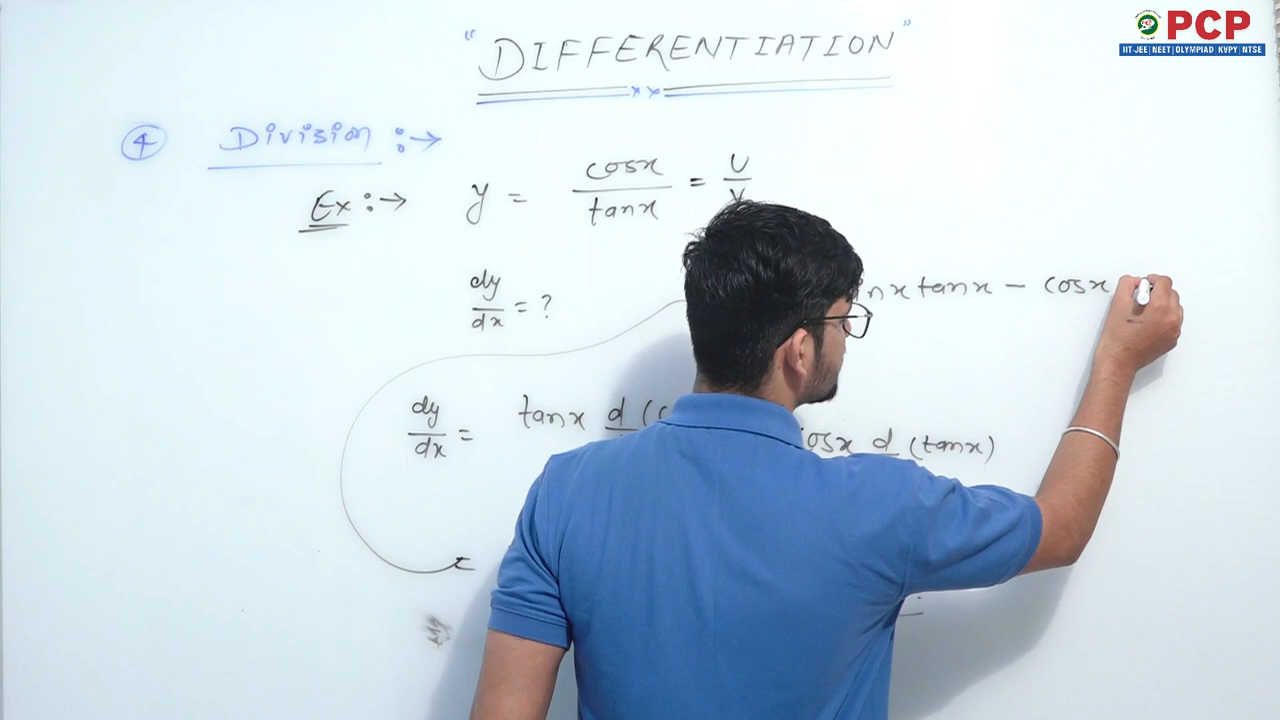 PCP
IIT-JEE|NEET|OLYMPIAD KVPY|NTSE
"DIFFERENTIATION"
④ Division :→
Ex :→ y = cosx/tanx = U/V
dy/dx = ?
nx tanx - cosx
dy/dx = tanx d (c osx d (tanx)
=